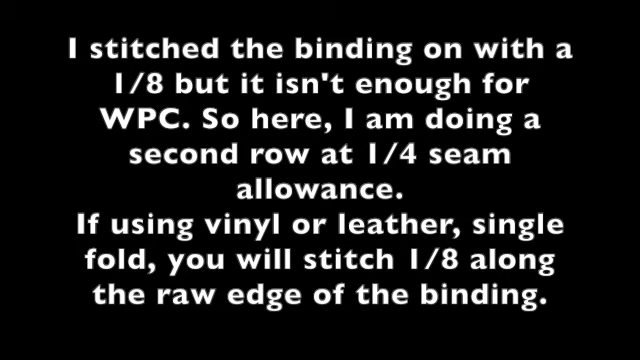 I stitched the binding on with a
1/8 but it isn't enough for
WPC. So here, I am doing a
second row at 1/4 seam
allowance.
If using vinyl or leather, single
fold, you will stitch 1/8 along
the raw edge of the binding.